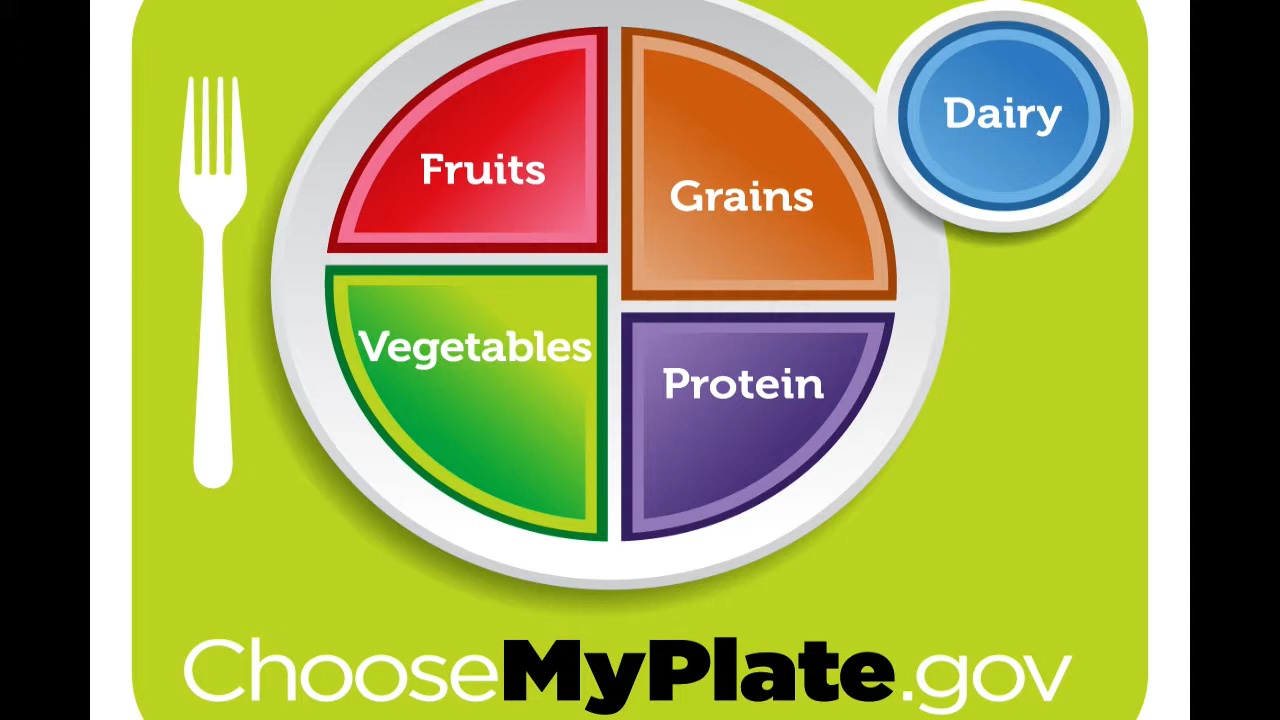 Fruits
Grains
Dairy
Vegetables
Protein
ChooseMyPlate.gov